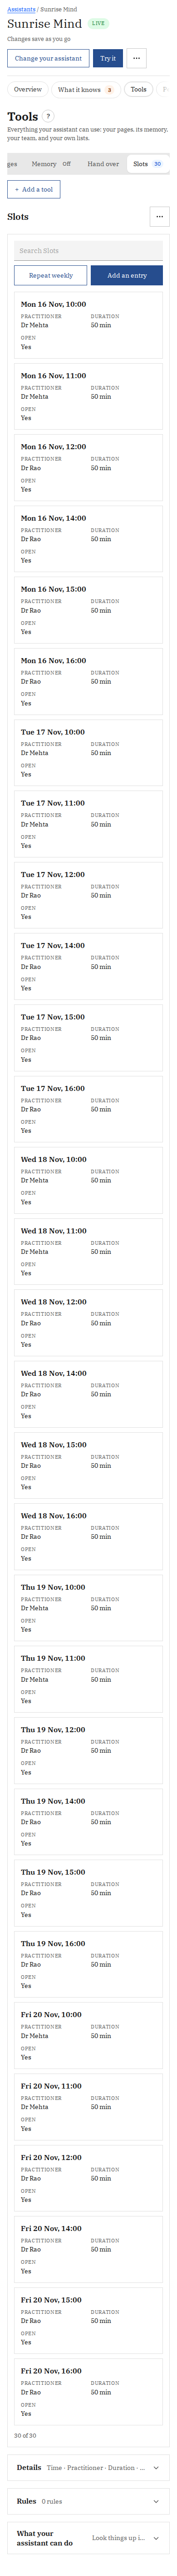 Assistants / Sunrise Mind
Sunrise Mind LIVE
Changes save as you go
Change your assistant Try it
Overview What it knows 3 Tools
Tools ?
Everything your assistant can use: your pages, its memory, your team, and your own lists.
ges Memory Off Hand over Slots 30
+ Add a tool
Slots
Search Slots
Repeat weekly Add an entry
Mon 16 Nov, 10:00
PRACTITIONER DURATION
Dr Mehta 50 min
OPEN
Yes
Mon 16 Nov, 11:00
PRACTITIONER DURATION
Dr Mehta 50 min
OPEN
Yes
Mon 16 Nov, 12:00
PRACTITIONER DURATION
Dr Rao 50 min
OPEN
Yes
Mon 16 Nov, 14:00
PRACTITIONER DURATION
Dr Rao 50 min
OPEN
Yes
Mon 16 Nov, 15:00
PRACTITIONER DURATION
Dr Rao 50 min
OPEN
Yes
Mon 16 Nov, 16:00
PRACTITIONER DURATION
Dr Rao 50 min
OPEN
Yes
Tue 17 Nov, 10:00
PRACTITIONER DURATION
Dr Mehta 50 min
OPEN
Yes
Tue 17 Nov, 11:00
PRACTITIONER DURATION
Dr Mehta 50 min
OPEN
Yes
Tue 17 Nov, 12:00
PRACTITIONER DURATION
Dr Rao 50 min
OPEN
Yes
Tue 17 Nov, 14:00
PRACTITIONER DURATION
Dr Rao 50 min
OPEN
Yes
Tue 17 Nov, 15:00
PRACTITIONER DURATION
Dr Rao 50 min
OPEN
Yes
Tue 17 Nov, 16:00
PRACTITIONER DURATION
Dr Rao 50 min
OPEN
Yes
Wed 18 Nov, 10:00
PRACTITIONER DURATION
Dr Mehta 50 min
OPEN
Yes
Wed 18 Nov, 11:00
PRACTITIONER DURATION
Dr Mehta 50 min
OPEN
Yes
Wed 18 Nov, 12:00
PRACTITIONER DURATION
Dr Rao 50 min
OPEN
Yes
Wed 18 Nov, 14:00
PRACTITIONER DURATION
Dr Rao 50 min
OPEN
Yes
Wed 18 Nov, 15:00
PRACTITIONER DURATION
Dr Rao 50 min
OPEN
Yes
Wed 18 Nov, 16:00
PRACTITIONER DURATION
Dr Rao 50 min
OPEN
Yes
Thu 19 Nov, 10:00
PRACTITIONER DURATION
Dr Mehta 50 min
OPEN
Yes
Thu 19 Nov, 11:00
PRACTITIONER DURATION
Dr Mehta 50 min
OPEN
Yes
Thu 19 Nov, 12:00
PRACTITIONER DURATION
Dr Rao 50 min
OPEN
Yes
Thu 19 Nov, 14:00
PRACTITIONER DURATION
Dr Rao 50 min
OPEN
Yes
Thu 19 Nov, 15:00
PRACTITIONER DURATION
Dr Rao 50 min
OPEN
Yes
Thu 19 Nov, 16:00
PRACTITIONER DURATION
Dr Rao 50 min
OPEN
Yes
Fri 20 Nov, 10:00
PRACTITIONER DURATION
Dr Mehta 50 min
OPEN
Yes
Fri 20 Nov, 11:00
PRACTITIONER DURATION
Dr Mehta 50 min
OPEN
Yes
Fri 20 Nov, 12:00
PRACTITIONER DURATION
Dr Rao 50 min
OPEN
Yes
Fri 20 Nov, 14:00
PRACTITIONER DURATION
Dr Rao 50 min
OPEN
Yes
Fri 20 Nov, 15:00
PRACTITIONER DURATION
Dr Rao 50 min
OPEN
Yes
Fri 20 Nov, 16:00
PRACTITIONER DURATION
Dr Rao 50 min
OPEN
Yes
30 of 30
Details Time · Practitioner · Duration · ...
Rules 0 rules
What your
assistant can do Look things up i...